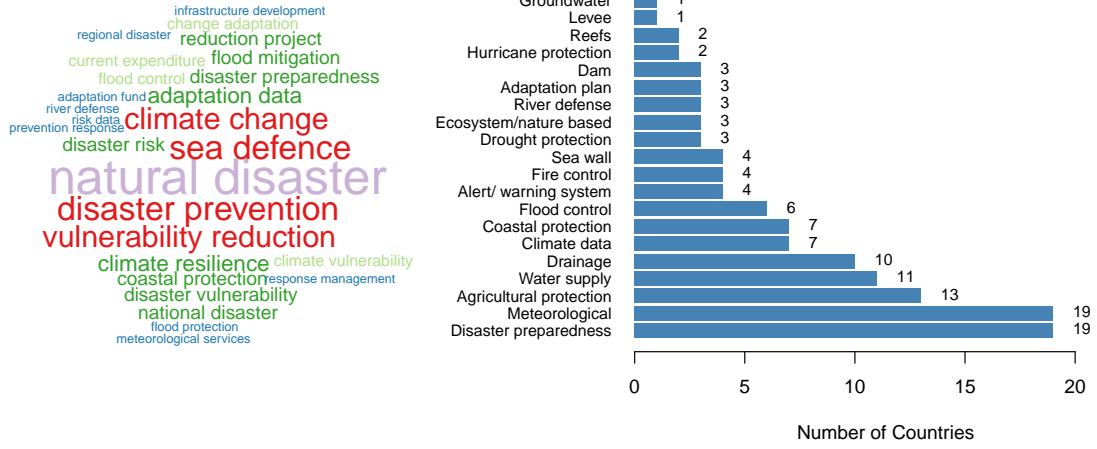 infrastructure development
change adaptation
regional disaster reduction project
current expenditure flood mitigation
flood control disaster preparedness
adaptation fund adaptation data
river defense
risk data climate change
prevention response
disaster risk sea defence
natural disaster
disaster prevention
vulnerability reduction
climate resilience climate vulnerability
coastal protection response management
disaster vulnerability
national disaster
flood protection
meteorological services
Groundwater 1
Levee 1
Reefs 2
Hurricane protection 2
Dam 3
Adaptation plan 3
River defense 3
Ecosystem/nature based 3
Drought protection 3
Sea wall 4
Fire control 4
Alert/ warning system 4
Flood control 6
Coastal protection 7
Climate data 7
Drainage 10
Water supply 11
Agricultural protection 13
Meteorological 19
Disaster preparedness 19
0 5 10 15 20
Number of Countries